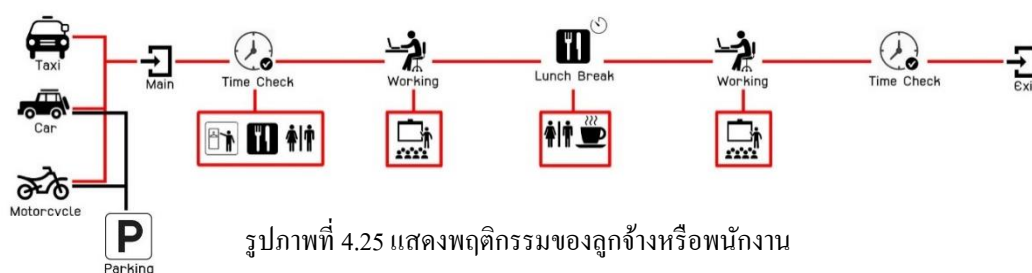 Taxi
Main
Time Check
Working
Lunch Break
Working
Time Check
Exi
Car
Motorcycle
P
Parking
รูปภาพที่ 4.25 แสดงพฤติกรรมของลูกจ้างหรือพนักงาน